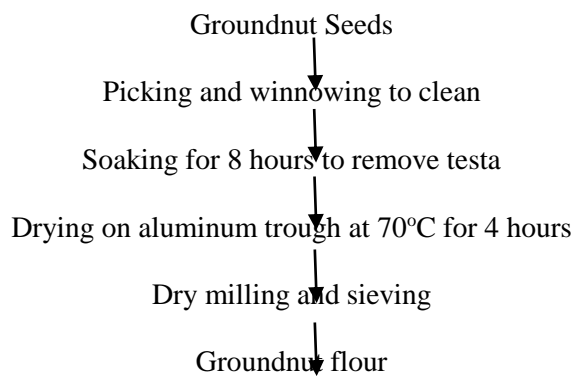 Groundnut Seeds
Picking and winnowing to clean
Soaking for 8 hours to remove testa
Drying on aluminum trough at 70°C for 4 hours
Dry milling and sieving
Groundnut flour